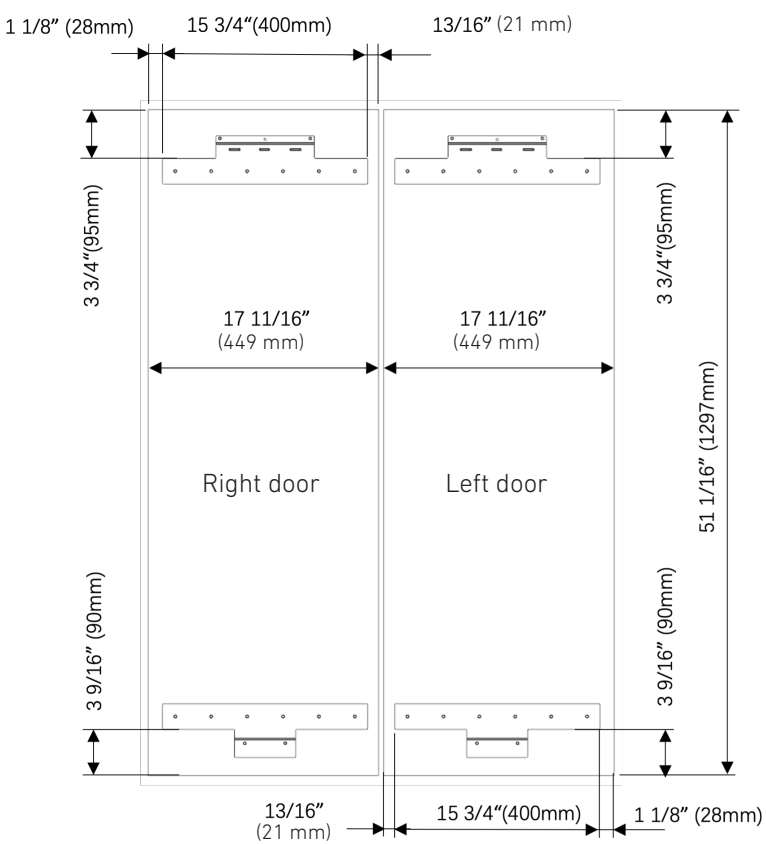 1 1/8” (28mm)
15 3/4“(400mm)
13/16” (21 mm)
3 3/4“(95mm)
3 3/4“(95mm)
17 11/16”
(449 mm)
17 11/16”
(449 mm)
51 1/16” (1297mm)
Right door
Left door
3 9/16” (90mm)
3 9/16” (90mm)
13/16”
(21 mm)
15 3/4“(400mm)
1 1/8” (28mm)